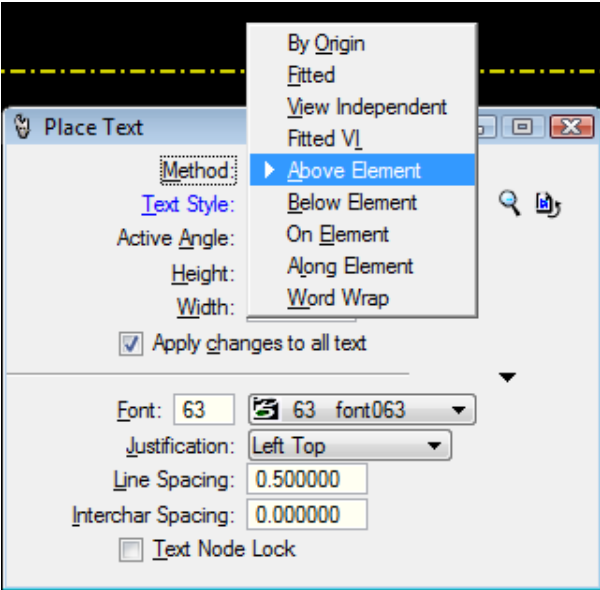 By Origin
Fitted
View Independent
Fitted VI
Above Element
Below Element
On Element
Along Element
Word Wrap
Place Text
Method:
Text Style:
Active Angle:
Height:
Width:
Apply changes to all text
Font: 63 63 font063
Justification: Left Top
Line Spacing: 0.500000
Interchar Spacing: 0.000000
Text Node Lock